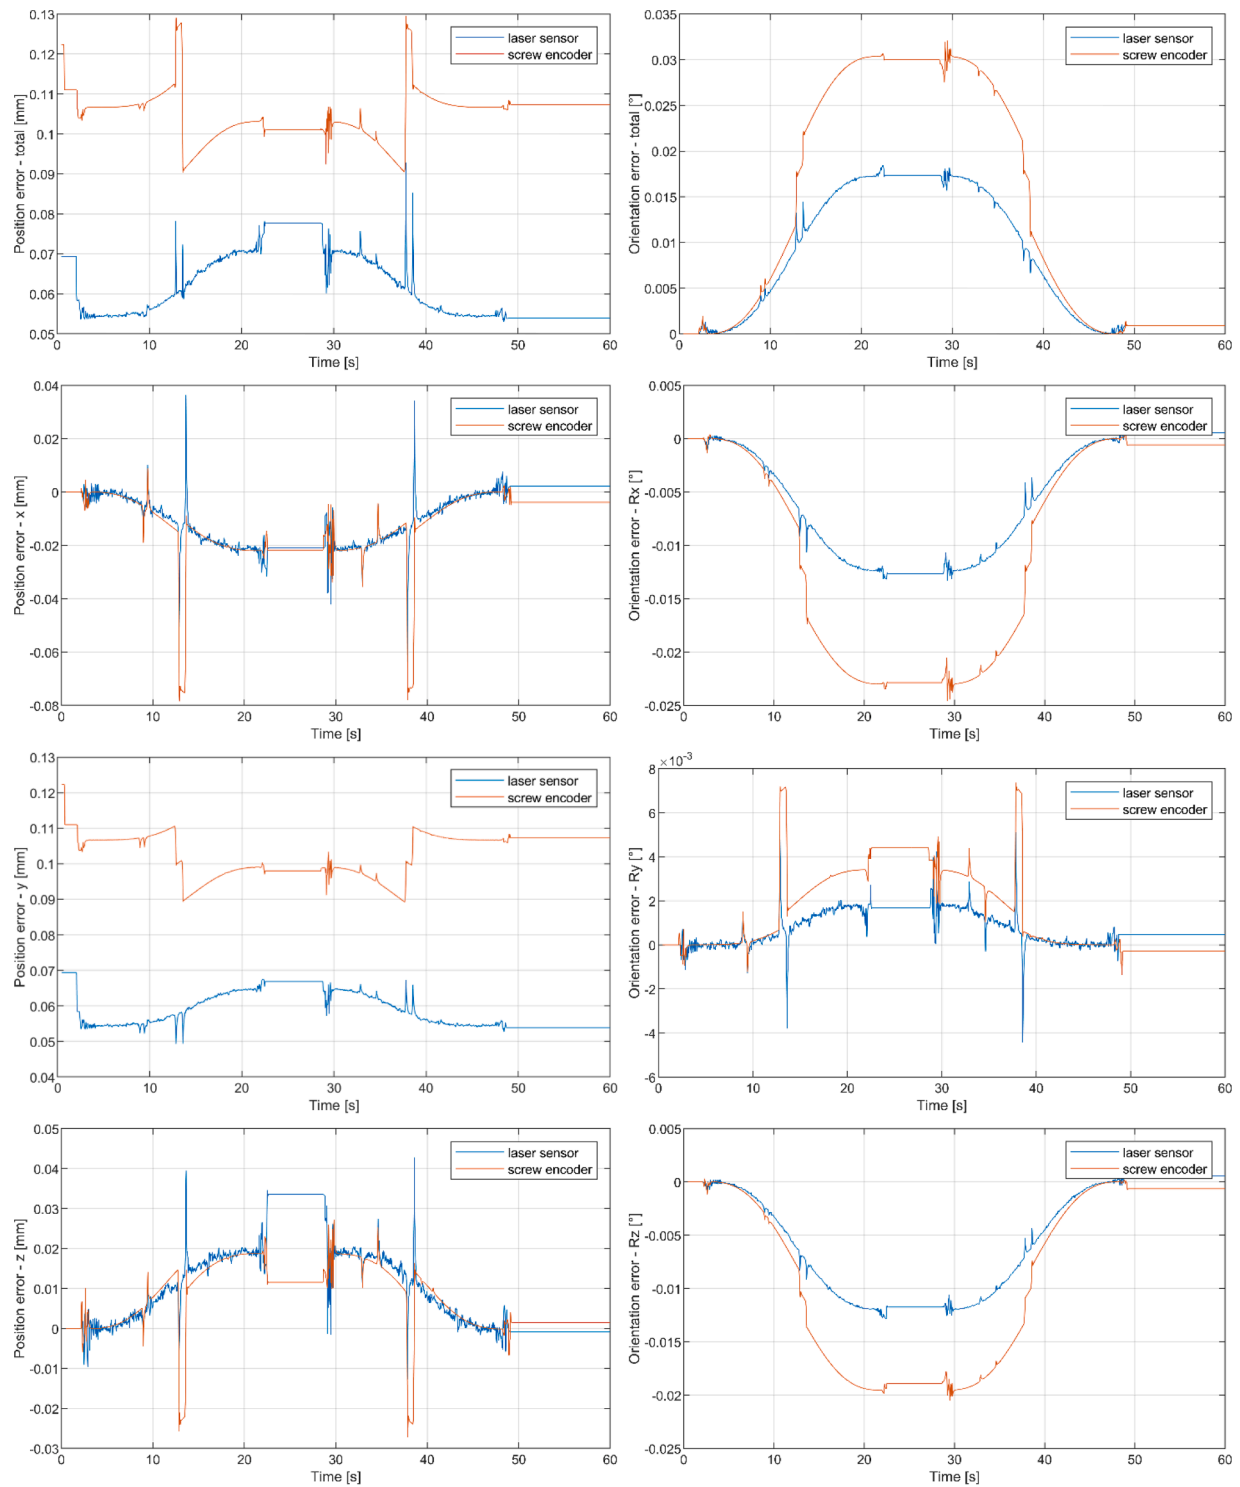 Position error - total [mm]
0.13
0.12
0.11
0.1
0.09
0.08
0.07
0.06
0.05
0 10 20 30 40 50 60
Time [s]
laser sensor
screw encoder
Orientation error - total [°]
0.035
0.03
0.025
0.02
0.015
0.01
0.005
0
0 10 20 30 40 50 60
Time [s]
laser sensor
screw encoder
Position error - x [mm]
0.04
0.02
0
-0.02
-0.04
-0.06
-0.08
0 10 20 30 40 50 60
Time [s]
laser sensor
screw encoder
Orientation error - Rx [°]
0.005
0
-0.005
-0.01
-0.015
-0.02
-0.025
0 10 20 30 40 50 60
Time [s]
laser sensor
screw encoder
Position error - y [mm]
0.13
0.12
0.11
0.1
0.09
0.08
0.07
0.06
0.05
0.04
0 10 20 30 40 50 60
Time [s]
laser sensor
screw encoder
Orientation error - Ry [°]
×10⁻³
8
6
4
2
0
-2
-4
-6
0 10 20 30 40 50 60
Time [s]
laser sensor
screw encoder
Position error - z [mm]
0.05
0.04
0.03
0.02
0.01
0
-0.01
-0.02
-0.03
0 10 20 30 40 50 60
Time [s]
laser sensor
screw encoder
Orientation error - Rz [°]
0.005
0
-0.005
-0.01
-0.015
-0.02
-0.025
0 10 20 30 40 50 60
Time [s]
laser sensor
screw encoder